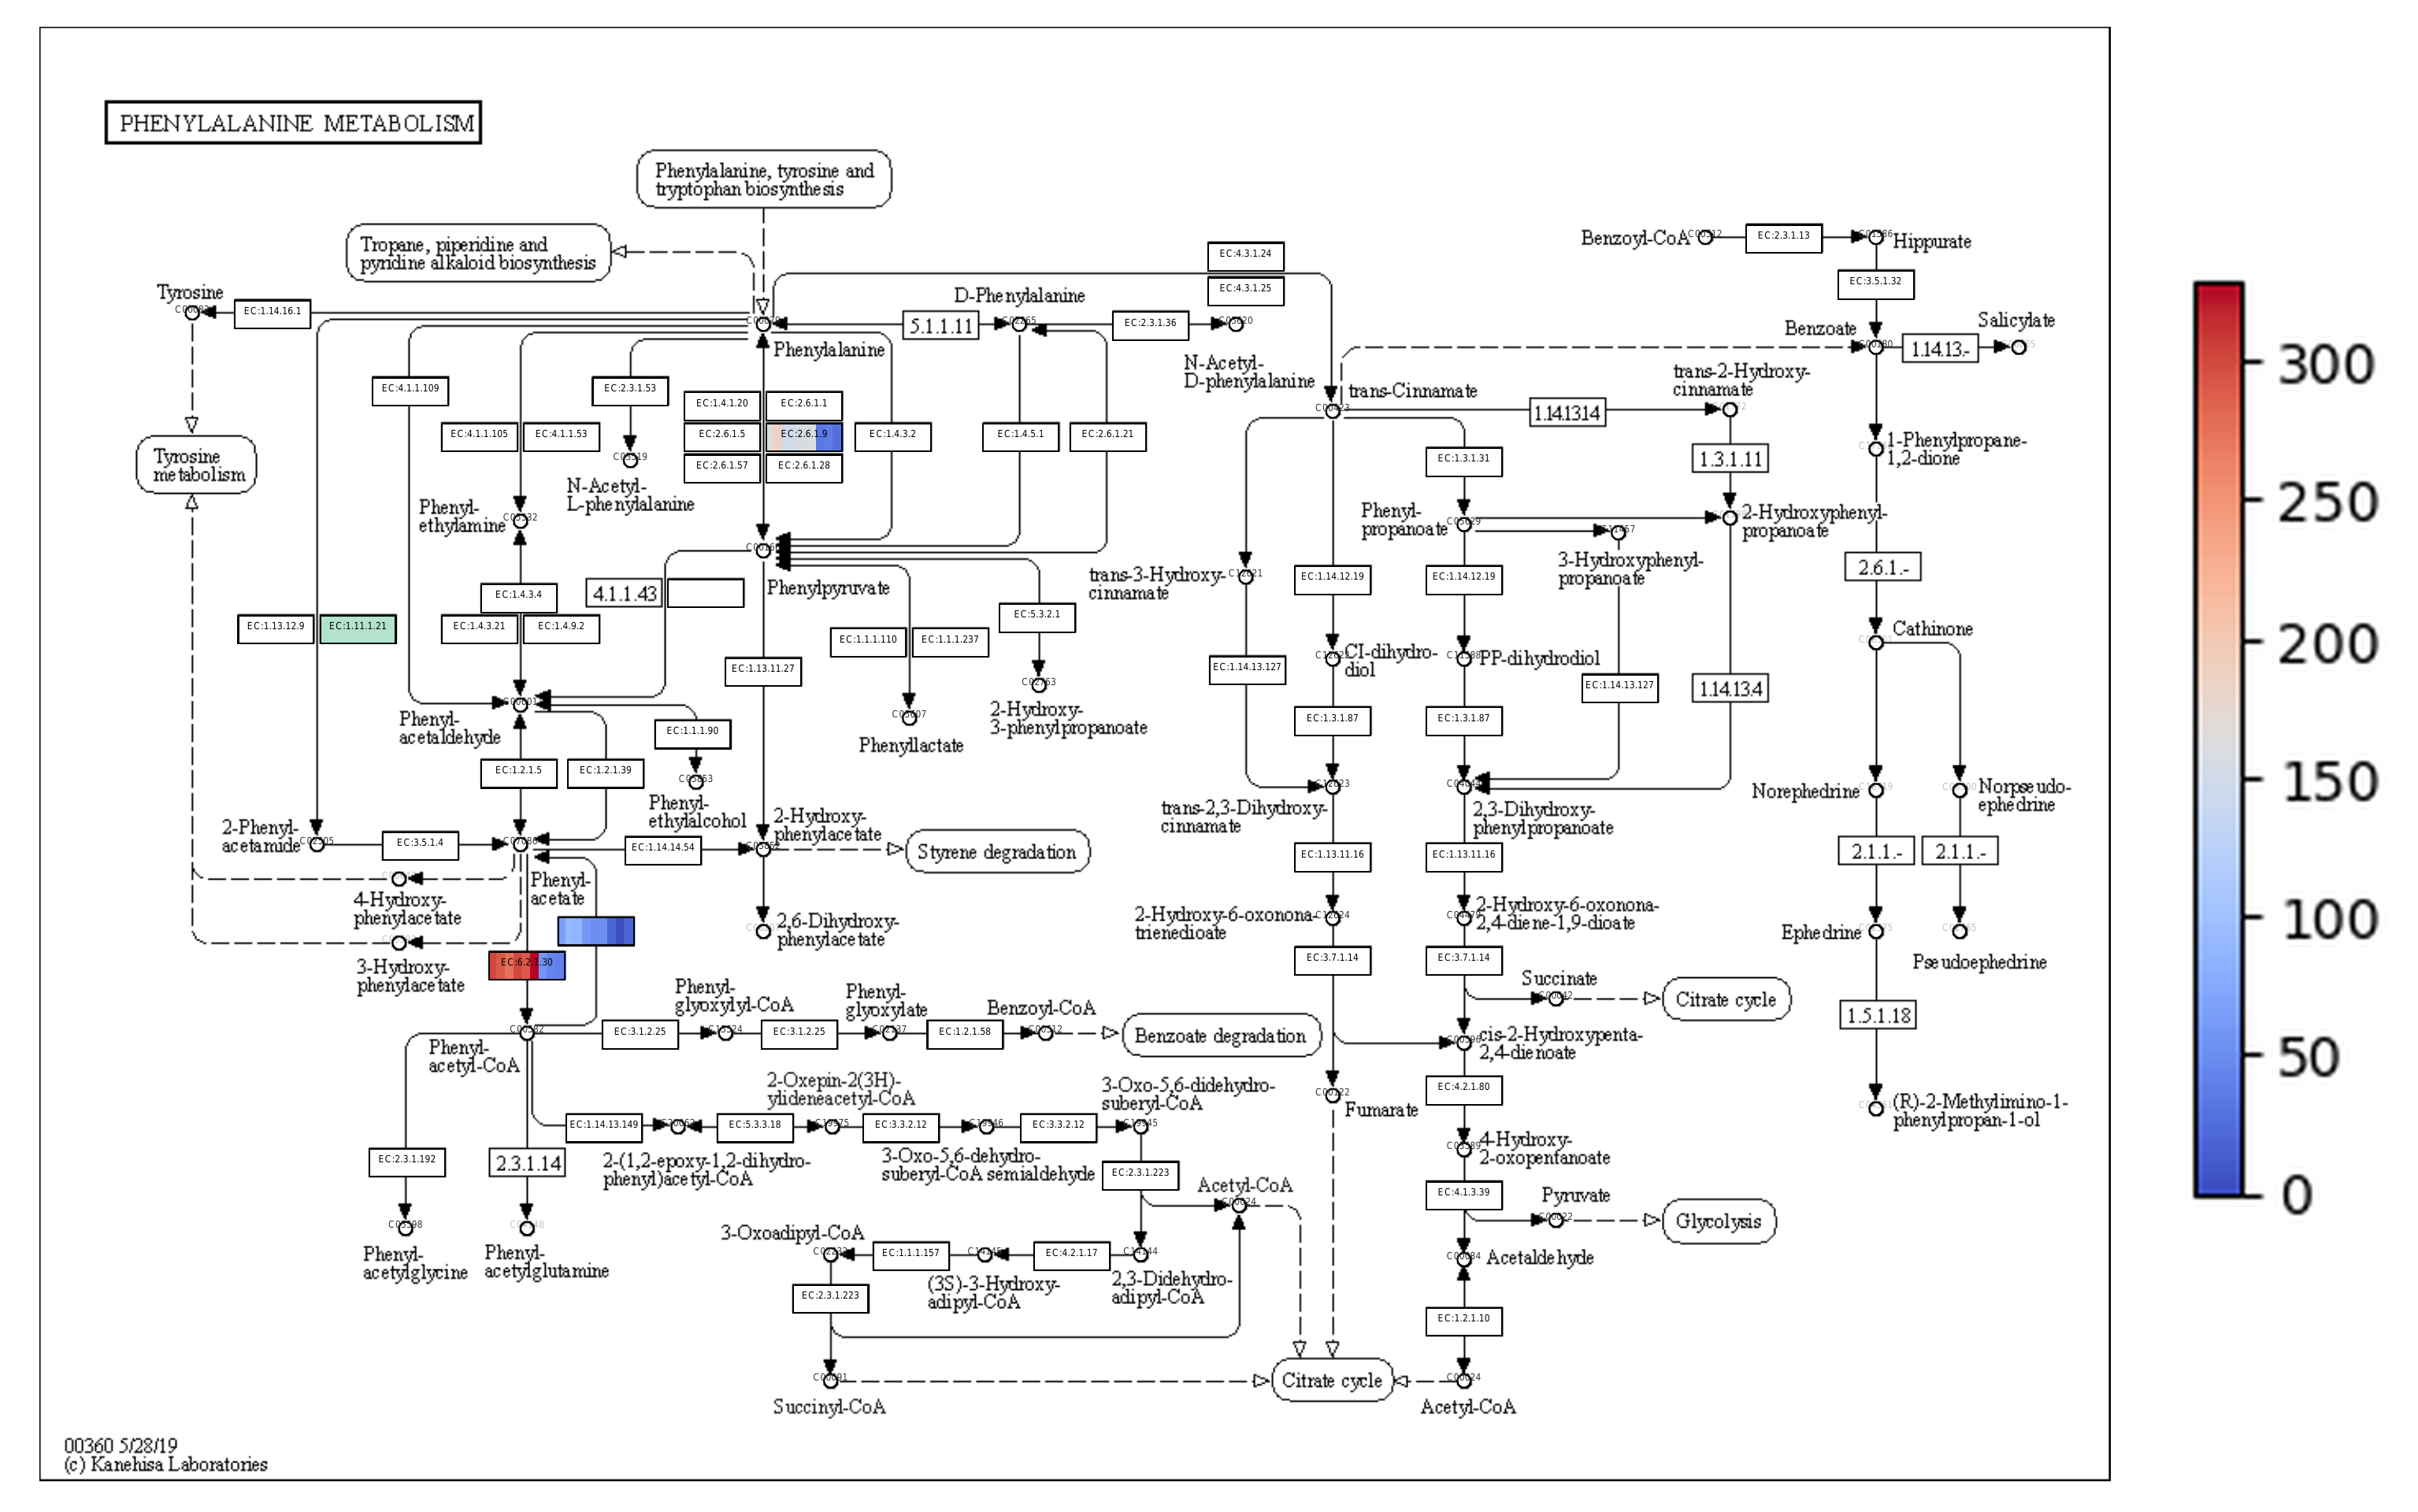 PHENYLALANINE METABOLISM
Phenylalanine, tyrosine and
tryptophan biosynthesis
Tropane, piperidine and
pyridine alkaloid biosynthesis
EC:4.3.1.24
EC:4.3.1.25
Benzoyl-CoA
EC:2.3.1.13
Hippurate
EC:3.5.1.32
Tyrosine
EC:1.14.16.1
D-Phenylalanine
5.1.1.11
EC:2.3.1.36
Phenylalanine
N-Acetyl-
D-phenylalanine
Benzoate
1.14.13.-
Salicylate
trans-Cinnamate
1.141314
trans-2-Hydroxy-
cinnamate
EC:4.1.1.109
EC:2.3.1.53
EC:1.4.1.20
EC:2.6.1.1
EC:4.1.1.105
EC:4.1.1.53
EC:2.6.1.5
EC:2.6.1.9
EC:1.4.3.2
EC:1.4.5.1
EC:2.6.1.21
EC:2.6.1.57
EC:2.6.1.28
Tyrosine
metabolism
EC:1.3.1.31
1.3.1.11
1-Phenylpropane-
1,2-dione
N-Acetyl-
L-phenylalanine
Phenyl-
ethylamine
Phenyl-
propanoate
2-Hydroxyphenyl-
propanoate
3-Hydroxyphenyl-
propanoate
2.6.1.-
trans-3-Hydroxy-
cinnamate
EC:1.14.12.19
EC:1.14.12.19
Phenylpyruvate
EC:1.4.3.4
4.1.1.43
EC:5.3.2.1
EC:1.13.12.9
EC:1.11.1.21
EC:1.4.3.21
EC:1.4.9.2
EC:1.1.1.110
EC:1.1.1.237
EC:1.13.11.27
Cathinone
EC:1.14.13.127
CI-dihydro-
diol
PP-dihydrodiol
EC:1.14.13.127
1.14.13.4
Phenyl-
acetaldehyde
EC:1.1.1.90
Phenyllactate
2-Hydroxy-
3-phenylpropanoate
EC:1.3.1.87
EC:1.3.1.87
EC:1.2.1.5
EC:1.2.1.39
Phenyl-
ethylalcohol
trans-2,3-Dihydroxy-
cinnamate
2,3-Dihydroxy-
phenylpropanoate
Norephedrine
Norpseudo-
ephedrine
2-Phenyl-
acetamide
EC:3.5.1.4
EC:1.14.14.54
2-Hydroxy-
phenylacetate
Styrene degradation
EC:1.13.11.16
EC:1.13.11.16
2.1.1.-
2.1.1.-
Phenyl-
acetate
4-Hydroxy-
phenylacetate
2,6-Dihydroxy-
phenylacetate
2-Hydroxy-6-oxonona-
trienedioate
2-Hydroxy-6-oxonona-
2,4-diene-1,9-dioate
Ephedrine
Pseudoephedrine
3-Hydroxy-
phenylacetate
EC:6.2.1.30
EC:3.7.1.14
EC:3.7.1.14
Succinate
Citrate cycle
Phenyl-
glyoxylyl-CoA
Phenyl-
glyoxylate
Benzoyl-CoA
Phenyl-
acetyl-CoA
EC:3.1.2.25
EC:3.1.2.25
EC:1.2.1.58
Benzoate degradation
cis-2-Hydroxypenta-
2,4-dienoate
1.5.1.18
2-Oxepin-2(3H)-
ylideneacetyl-CoA
3-Oxo-5,6-didehydro-
suberyl-CoA
Fumarate
EC:4.2.1.80
(R)-2-Methylimino-1-
phenylpropan-1-ol
EC:1.14.13.149
EC:5.3.3.18
EC:3.3.2.12
EC:3.3.2.12
EC:2.3.1.192
2.3.1.14
2-(1,2-epoxy-1,2-dihydro-
phenyl)acetyl-CoA
3-Oxo-5,6-dehydro-
suberyl-CoA semialdehyde
EC:2.3.1.223
Acetyl-CoA
4-Hydroxy-
2-oxopentanoate
EC:4.1.3.39
Pyruvate
Glycolysis
Phenyl-
acetylglycine
Phenyl-
acetylglutamine
3-Oxoadipyl-CoA
EC:1.1.1.157
EC:4.2.1.17
Acetaldehyde
(3S)-3-Hydroxy-
adipyl-CoA
2,3-Didehydro-
adipyl-CoA
EC:2.3.1.223
EC:1.2.1.10
Citrate cycle
Succinyl-CoA
Acetyl-CoA
00360 5/28/19
(c) Kanehisa Laboratories
300
250
200
150
100
50
0